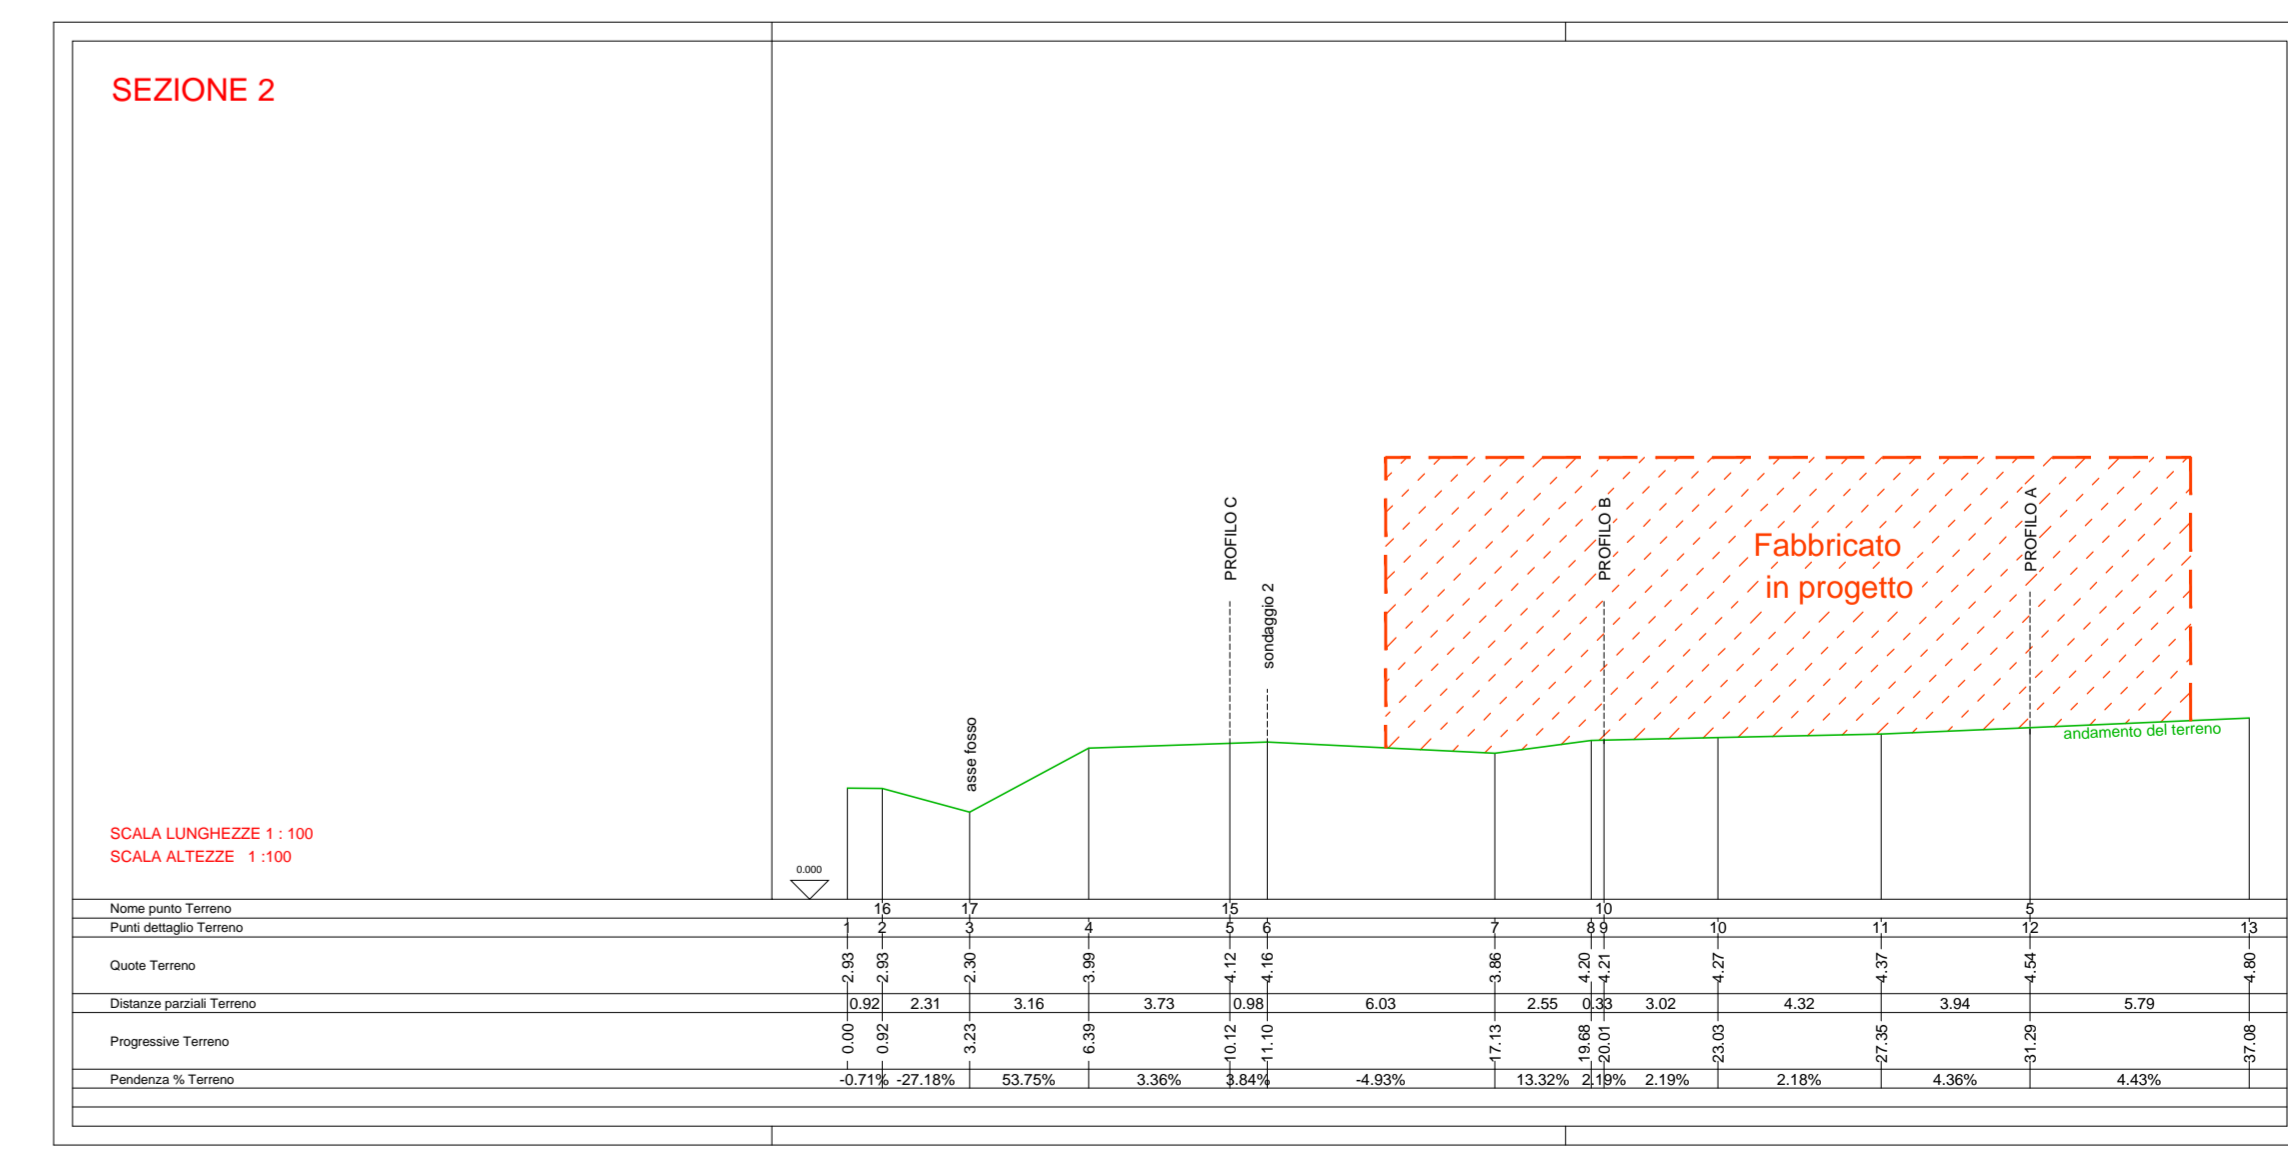 SEZIONE 2
PROFILO C
sondaggio 2
asse fosso
PROFILO B
PROFILO A
Fabbricato
in progetto
andamento del terreno
SCALA LUNGHEZZE 1 : 100
SCALA ALTEZZE 1 :100
0.000
Nome punto Terreno 16 17 15 10 5
Punti dettaglio Terreno 1 2 3 4 5 6 7 8 9 10 11 12 13
Quote Terreno 2.93 2.93 2.30 3.99 4.12 4.16 3.86 4.20 4.21 4.27 4.37 4.54 4.80
Distanze parziali Terreno 0.92 2.31 3.16 3.73 0.98 6.03 2.55 0.33 3.02 4.32 3.94 5.79
Progressive Terreno 0.00 0.92 3.23 6.39 10.12 11.10 17.13 19.68 20.01 23.03 27.35 31.29 37.08
Pendenza % Terreno -0.71% -27.18% 53.75% 3.36% 3.84% -4.93% 13.32% 2.19% 2.19% 2.18% 4.36% 4.43%